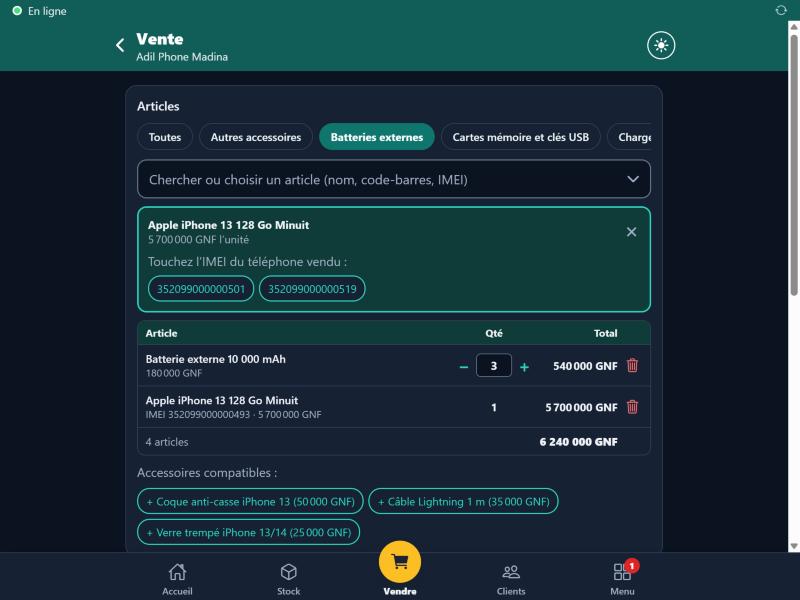 En ligne
Vente
Adil Phone Madina
Articles
Toutes
Autres accessoires
Batteries externes
Cartes mémoire et clés USB
Charge
Chercher ou choisir un article (nom, code-barres, IMEI)
Apple iPhone 13 128 Go Minuit
5 700 000 GNF l'unité
Touchez l'IMEI du téléphone vendu :
352099000000501
352099000000519
Article Qté Total
Batterie externe 10 000 mAh
180 000 GNF
− 3 + 540 000 GNF
Apple iPhone 13 128 Go Minuit
IMEI 352099000000493 · 5 700 000 GNF
1 5 700 000 GNF
4 articles 6 240 000 GNF
Accessoires compatibles :
+ Coque anti-casse iPhone 13 (50 000 GNF)
+ Câble Lightning 1 m (35 000 GNF)
+ Verre trempé iPhone 13/14 (25 000 GNF)
Accueil
Stock
Vendre
Clients
1
Menu